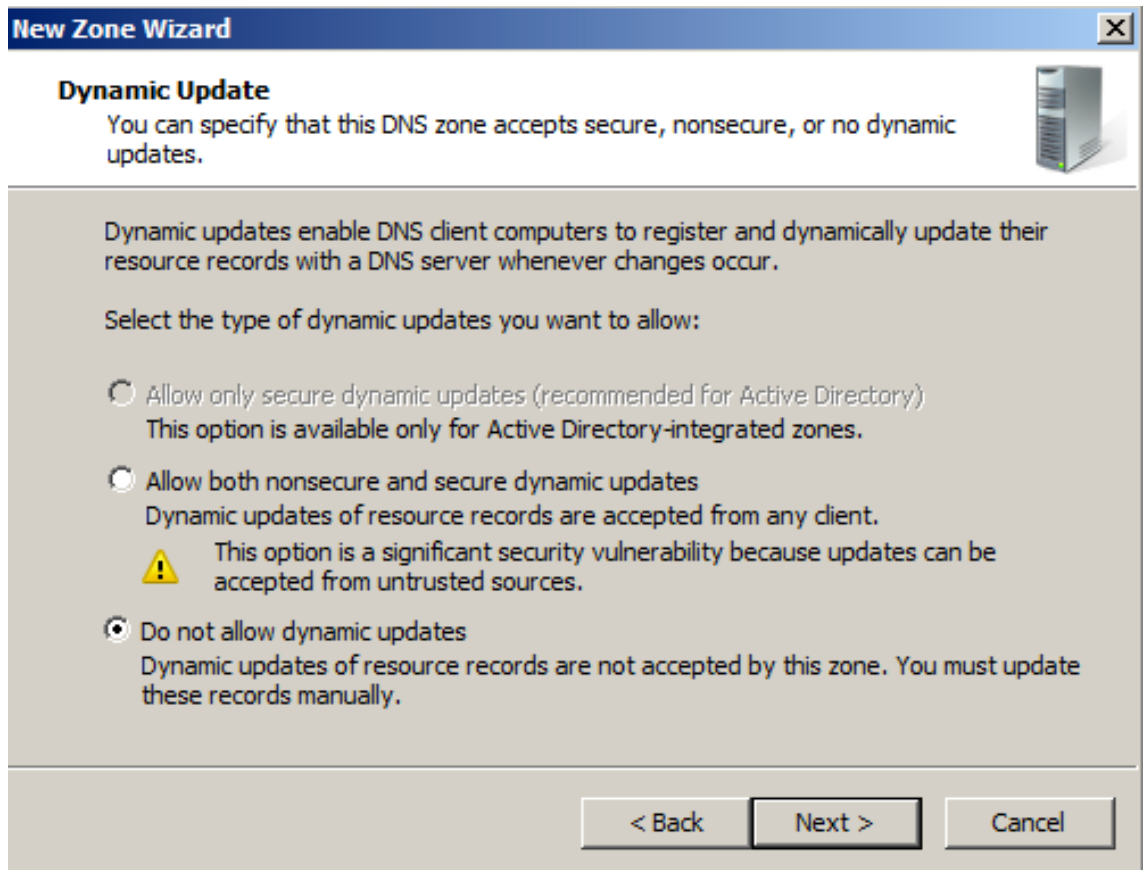 New Zone Wizard
Dynamic Update
You can specify that this DNS zone accepts secure, nonsecure, or no dynamic
updates.
Dynamic updates enable DNS client computers to register and dynamically update their
resource records with a DNS server whenever changes occur.
Select the type of dynamic updates you want to allow:
Allow only secure dynamic updates (recommended for Active Directory)
This option is available only for Active Directory-integrated zones.
Allow both nonsecure and secure dynamic updates
Dynamic updates of resource records are accepted from any client.
This option is a significant security vulnerability because updates can be
accepted from untrusted sources.
Do not allow dynamic updates
Dynamic updates of resource records are not accepted by this zone. You must update
these records manually.
< Back Next > Cancel